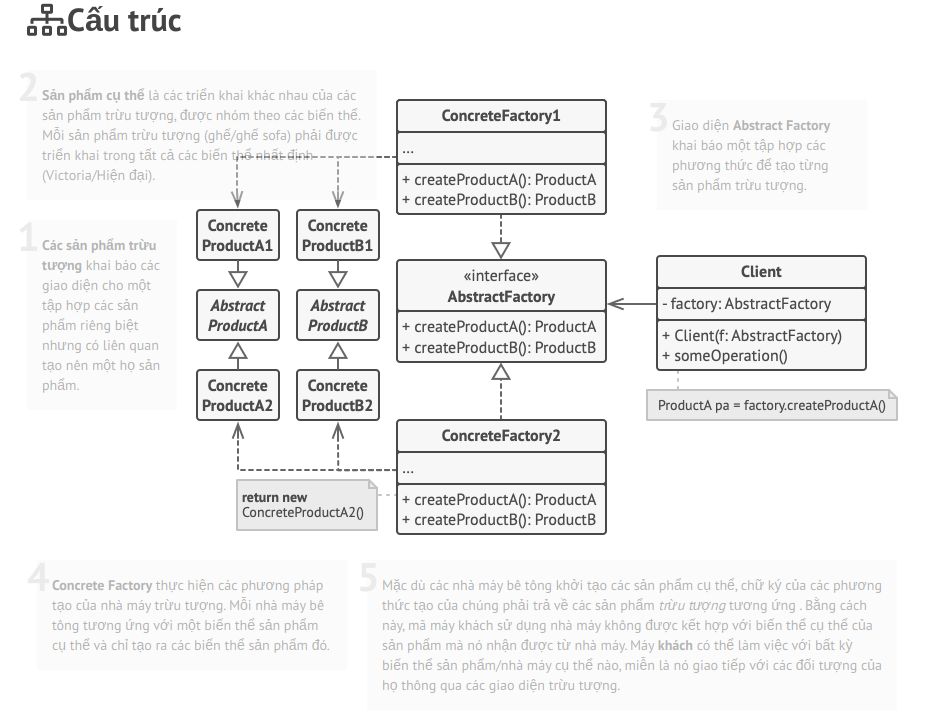 Cấu trúc
2
Sản phẩm cụ thể là các triển khai khác nhau của các
sản phẩm trừu tượng, được nhóm theo các biến thể.
Mỗi sản phẩm trừu tượng (ghế/ghế sofa) phải được
triển khai trong tất cả các biến thể nhất định
(Victoria/Hiện đại).
ConcreteFactory1
...
+ createProductA(): ProductA
+ createProductB(): ProductB
3
Giao diện Abstract Factory
khai báo một tập hợp các
phương thức để tạo từng
sản phẩm trừu tượng.
1
Các sản phẩm trừu
tượng khai báo các
giao diện cho một
tập hợp các sản
phẩm riêng biệt
nhưng có liên quan
tạo nên một họ sản
phẩm.
Concrete
ProductA1
Concrete
ProductB1
Abstract
ProductA
Abstract
ProductB
Concrete
ProductA2
Concrete
ProductB2
«interface»
AbstractFactory
+ createProductA(): ProductA
+ createProductB(): ProductB
Client
- factory: AbstractFactory
+ Client(f: AbstractFactory)
+ someOperation()
ProductA pa = factory.createProductA()
ConcreteFactory2
...
+ createProductA(): ProductA
+ createProductB(): ProductB
return new
ConcreteProductA2()
4
Concrete Factory thực hiện các phương pháp
tạo của nhà máy trừu tượng. Mỗi nhà máy bê
tông tương ứng với một biến thể sản phẩm
cụ thể và chỉ tạo ra các biến thể sản phẩm đó.
5
Mặc dù các nhà máy bê tông khởi tạo các sản phẩm cụ thể, chữ ký của các phương
thức tạo của chúng phải trả về các sản phẩm trừu tượng tương ứng . Bằng cách
này, mã máy khách sử dụng nhà máy không được kết hợp với biến thể cụ thể của
sản phẩm mà nó nhận được từ nhà máy. Máy khách có thể làm việc với bất kỳ
biến thể sản phẩm/nhà máy cụ thể nào, miễn là nó giao tiếp với các đối tượng của
họ thông qua các giao diện trừu tượng.